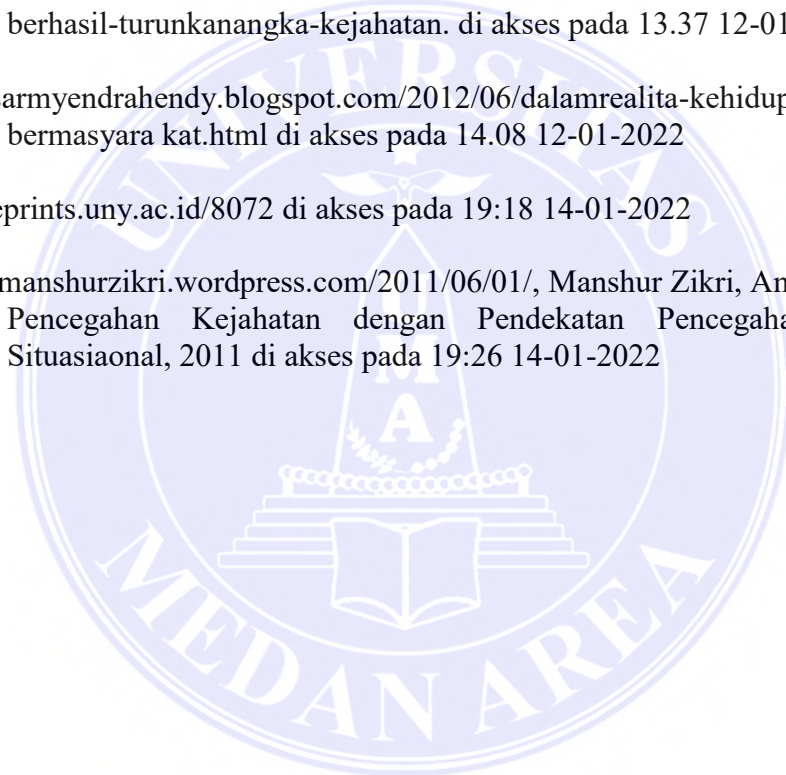 berhasil-turunkanangka-kejahatan. di akses pada 13.37 12-01
armyendrahendy.blogspot.com/2012/06/dalamrealita-kehidup
bermasyara kat.html di akses pada 14.08 12-01-2022
eprints.uny.ac.id/8072 di akses pada 19:18 14-01-2022
manshurzikri.wordpress.com/2011/06/01/, Manshur Zikri, An
Pencegahan Kejahatan dengan Pendekatan Pencegaha
Situasiaonal, 2011 di akses pada 19:26 14-01-2022
UNIVERSITAS
U
M
A
MEDAN AREA